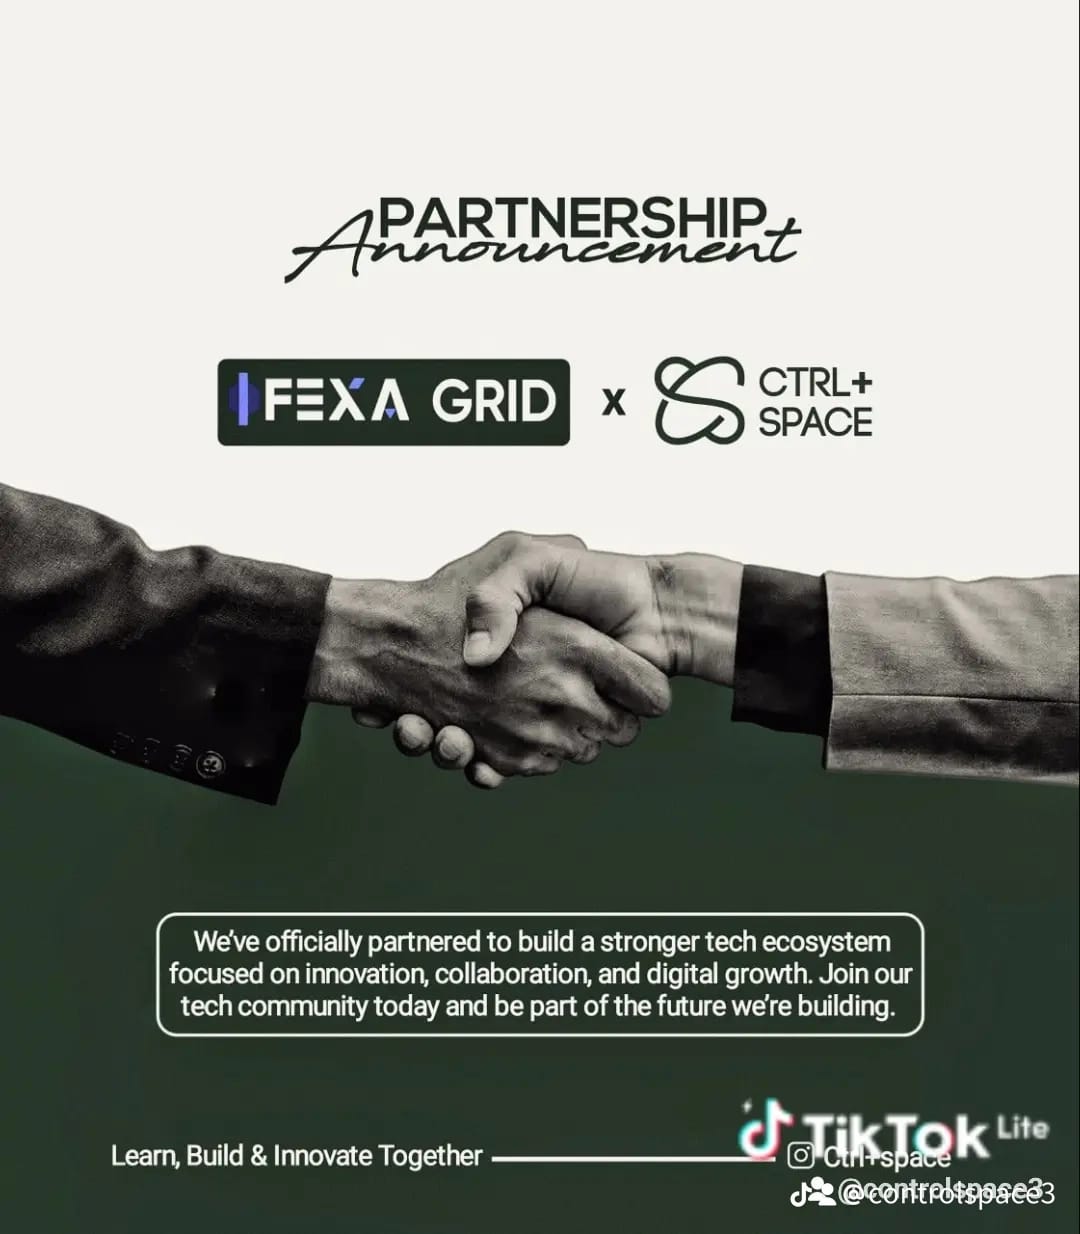 PARTNERSHIP
Announcement
FEXA GRID x CTRL+
SPACE
We've officially partnered to build a stronger tech ecosystem
focused on innovation, collaboration, and digital growth. Join our
tech community today and be part of the future we're building.
Learn, Build & Innovate Together
Ctrl+space
TikTok Lite
@controlspace3
@controlspace3